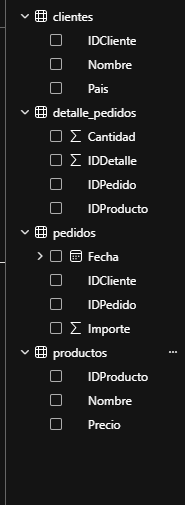 clientes
IDCliente
Nombre
Pais
detalle_pedidos
Cantidad
IDDetalle
IDPedido
IDProducto
pedidos
Fecha
IDCliente
IDPedido
Importe
productos
IDProducto
Nombre
Precio